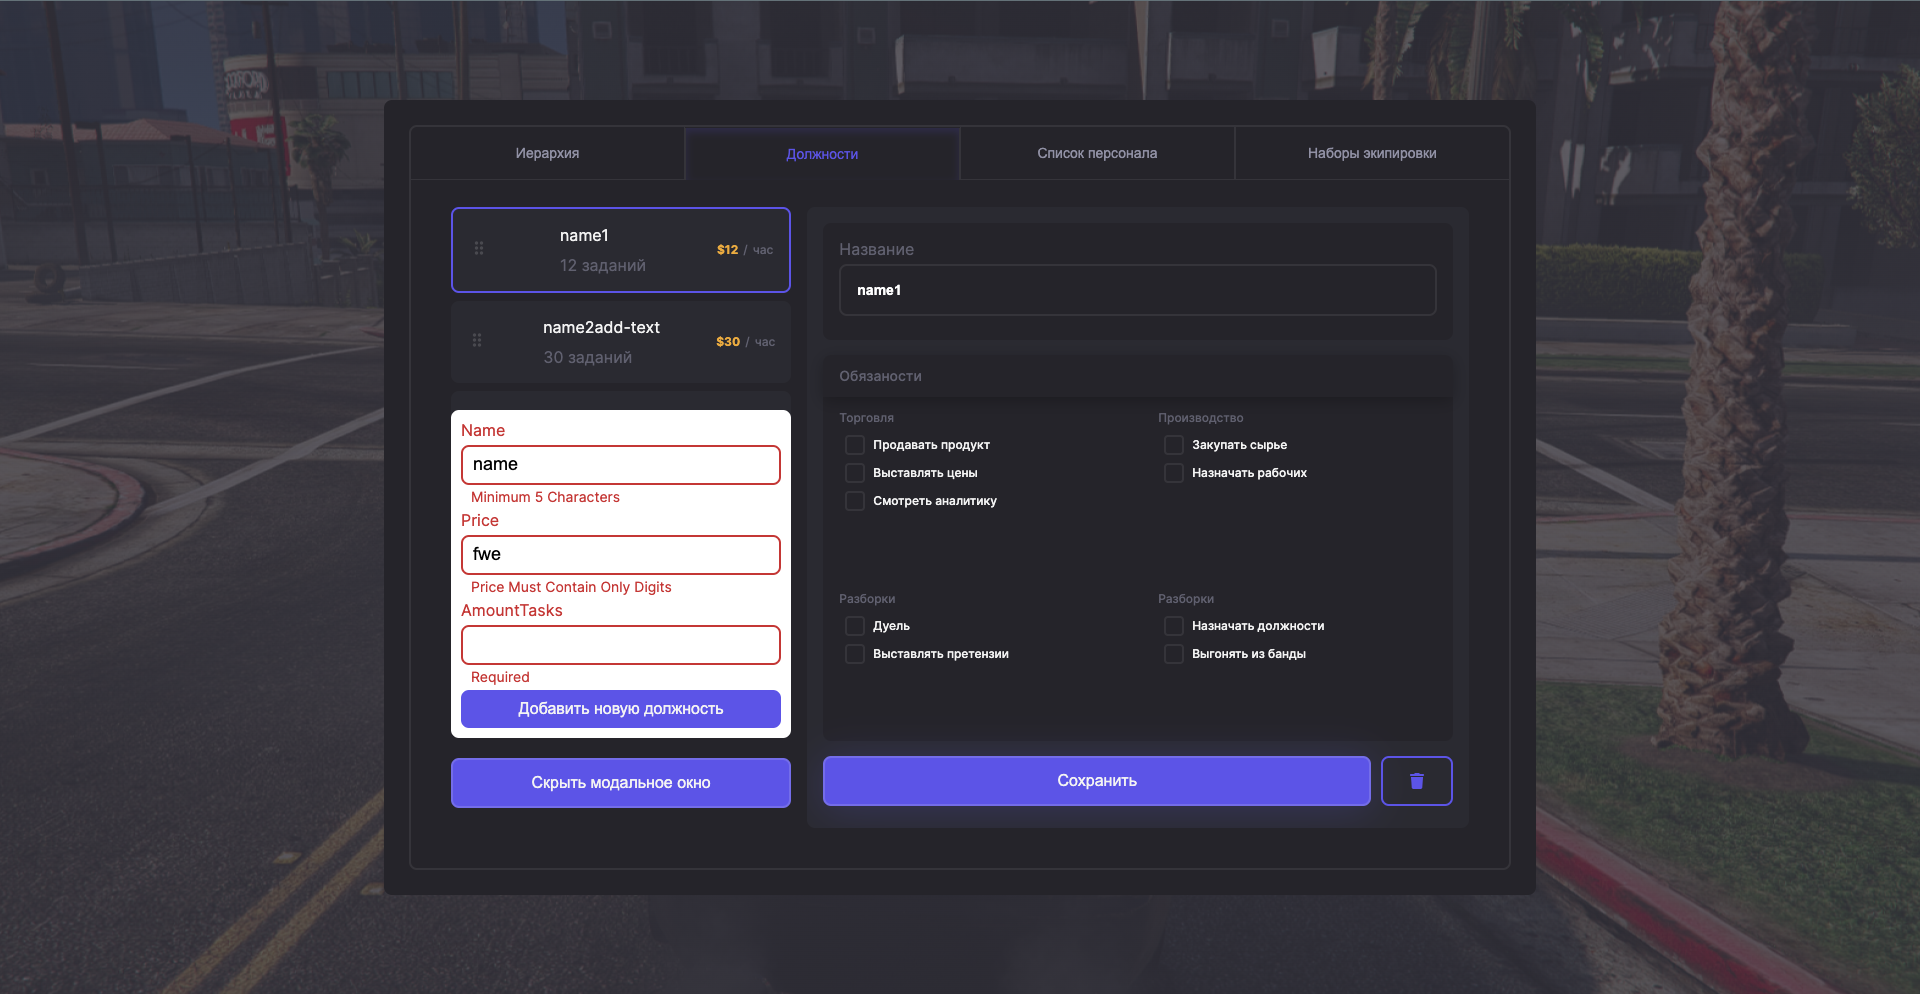 Иерархия
Должности
Список персонала
Наборы экипировки
name1
12 заданий
$12 / час
name2add-text
30 заданий
$30 / час
Name
name
Minimum 5 Characters
Price
fwe
Price Must Contain Only Digits
AmountTasks
Required
Добавить новую должность
Скрыть модальное окно
Название
name1
Обязаности
Торговля
Продавать продукт
Выставлять цены
Смотреть аналитику
Производство
Закупать сырье
Назначать рабочих
Разборки
Дуель
Выставлять претензии
Разборки
Назначать должности
Выгонять из банды
Сохранить